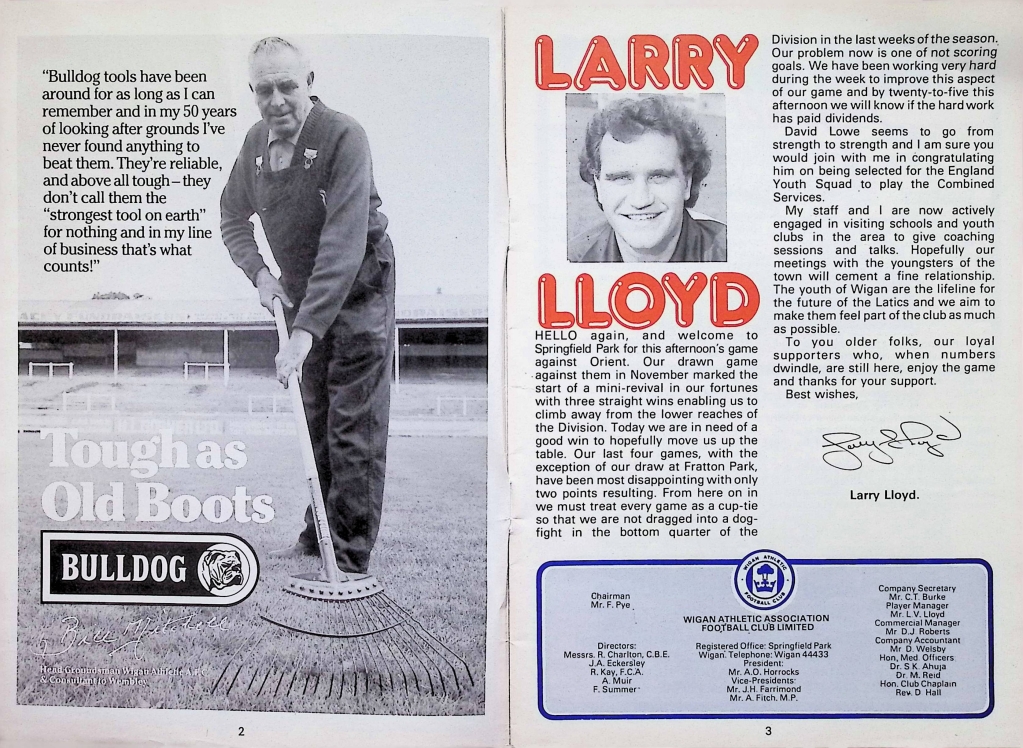 "Bulldog tools have been
around for as long as I can
remember and in my 50 years
of looking after grounds I've
never found anything to
beat them. They're reliable,
and above all tough – they
don't call them the
"strongest tool on earth"
for nothing and in my line
of business that's what
counts!"
Tough as
Old Boots
BULLDOG
Head Groundsman Wigan Athletic
& Consultant to Wembley
2
LARRY
LLOYD
HELLO again, and welcome to
Springfield Park for this afternoon's game
against Orient. Our drawn game
against them in November marked the
start of a mini-revival in our fortunes
with three straight wins enabling us to
climb away from the lower reaches of
the Division. Today we are in need of a
good win to hopefully move us up the
table. Our last four games, with the
exception of our draw at Fratton Park,
have been most disappointing with only
two points resulting. From here on in
we must treat every game as a cup-tie
so that we are not dragged into a dog-
fight in the bottom quarter of the
Division in the last weeks of the season.
Our problem now is one of not scoring
goals. We have been working very hard
during the week to improve this aspect
of our game and by twenty-to-five this
afternoon we will know if the hard work
has paid dividends.
David Lowe seems to go from
strength to strength and I am sure you
would join with me in congratulating
him on being selected for the England
Youth Squad to play the Combined
Services.
My staff and I are now actively
engaged in visiting schools and youth
clubs in the area to give coaching
sessions and talks. Hopefully our
meetings with the youngsters of the
town will cement a fine relationship.
The youth of Wigan are the lifeline for
the future of the Latics and we aim to
make them feel part of the club as much
as possible.
To you older folks, our loyal
supporters who, when numbers
dwindle, are still here, enjoy the game
and thanks for your support.
Best wishes,
Larry Lloyd
Larry Lloyd.
Chairman
Mr. F. Pye
Directors:
Messrs. R. Charlton, C.B.E.
J.A. Eckersley
R. Kay, F.C.A.
A. Muir
F. Summer
WIGAN ATHLETIC
FOOTBALL CLUB
WIGAN ATHLETIC ASSOCIATION
FOOTBALL CLUB LIMITED
Registered Office: Springfield Park
Wigan. Telephone: Wigan 44433
President:
Mr. A.O. Horrocks
Vice-Presidents:
Mr. J.H. Farrimond
Mr. A. Fitch, M.P.
Company Secretary
Mr. C.T. Burke
Player Manager
Mr. L.V. Lloyd
Commercial Manager
Mr. D.J. Roberts
Company Accountant
Mr D. Welsby
Hon. Med. Officers
Dr. S.K. Ahuja
Dr. M. Reid
Hon. Club Chaplain
Rev. D. Hall
3